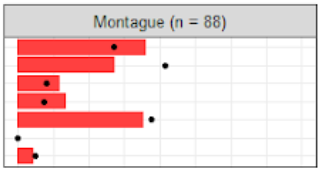 Montague (n = 88)